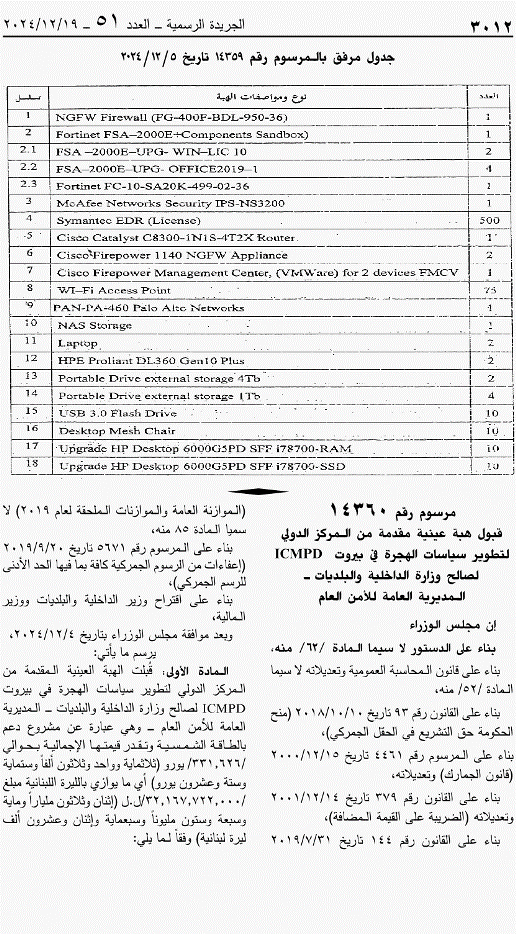 ٣٠١٢ الجريدة الرسمية ــ العدد ٥١ ــ ٢٠٢٤/١٢/١٩
جدول مرفق بالمرسوم رقم ١٤٣٥٩ تاريخ ٢٠٢٤/١٢/٥
العدد نوع ومواصفات الهبة تسلسل
1 NGFW Firewall (FG-400F-BDL-950-36) 1
2 Fortinet FSA-2000E+Components Sandbox) 1
2.1 FSA –2000E–UPG- WIN–LIC 10 2
2.2 FSA–2000E–UPG- OFFICE2019–1 4
2.3 Fortinet FC-10-SA20K-499-02-36 1
3 McAfee Networks Security IPS-NS3200 1
4 Symantec EDR (License) 500
5 Cisco Catalyst C8300-1N1S-4T2X Router 1
6 Cisco Firepower 1140 NGFW Appliance 2
7 Cisco Firepower Management Center, (VMWare) for 2 devices FMCV 1
8 WI–Fi Access Point 75
9 PAN-PA-460 Palo Alto Networks
10 NAS Storage 1
11 Laptop 2
12 HPE Proliant DL360 Gen10 Plus 2
13 Portable Drive external storage 4Tb 2
14 Portable Drive external storage 1Tb 4
15 USB 3.0 Flash Drive 10
16 Desktop Mesh Chair 10
17 Upgrade HP Desktop 6000G5PD SFF i78700-RAM 10
18 Upgrade HP Desktop 6000G5PD SFF i78700-SSD 10
مرسوم رقم ١٤٣٦٠
قبول هبة عينية مقدمة من المركز الدولي
لتطوير سياسات الهجرة في بيروت ICMPD
لصالح وزارة الداخلية والبلديات ــ
المديرية العامة للأمن العام
إن مجلس الوزراء
بناء على الدستور لا سيما المادة /٦٢/ منه،
بناء على قانون المحاسبة العمومية وتعديلاته لا سيما
المادة /٥٢/ منه،
بناء على القانون رقم ٩٣ تاريخ ٢٠١٨/١٠/١٠ (منح
الحكومة حق التشريع في الحقل الجمركي)،
بناء على المرسوم رقم ٤٤٦١ تاريخ ٢٠٠٠/١٢/١٥
(قانون الجمارك) وتعديلاته،
بناء على القانون رقم ٣٧٩ تاريخ ٢٠٠١/١٢/١٤
وتعديلاته (الضريبة على القيمة المضافة)،
بناء على القانون رقم ١٤٤ تاريخ ٢٠١٩/٧/٣١
(الموازنة العامة والموازنات الملحقة لعام ٢٠١٩) لا
سيما المادة ٨٥ منه،
بناء على المرسوم رقم ٥٦٧١ تاريخ ٢٠١٩/٩/٢٠
(إعفاءات من الرسوم الجمركية كافة بما فيها الحد الأدنى
للرسم الجمركي)،
بناء على اقتراح وزير الداخلية والبلديات ووزير
المالية،
وبعد موافقة مجلس الوزراء بتاريخ ٢٠٢٤/١٢/٤،
يرسم ما يأتي:
المادة الأولى: قُبلت الهبة العينية المقدمة من
المركز الدولي لتطوير سياسات الهجرة في بيروت
ICMPD لصالح وزارة الداخلية والبلديات ــ المديرية
العامة للأمن العام ــ وهي عبارة عن مشروع دعم
بالطاقة الشمسية وتقدر قيمتها الإجمالية بحوالي
/٣٣١,٦٢٦/ يورو (ثلاثماية وواحد وثلاثون ألفاً وستماية
وستة وعشرون يورو) أي ما يوازي بالليرة اللبنانية مبلغ
/٣٢,١٦٧,٧٢٢,٠٠٠/ل.ل (إثنان وثلاثون ملياراً وماية
وسبعة وستون مليوناً وسبعماية وإثنان وعشرون ألف
ليرة لبنانية) وفقاً لما يلي: